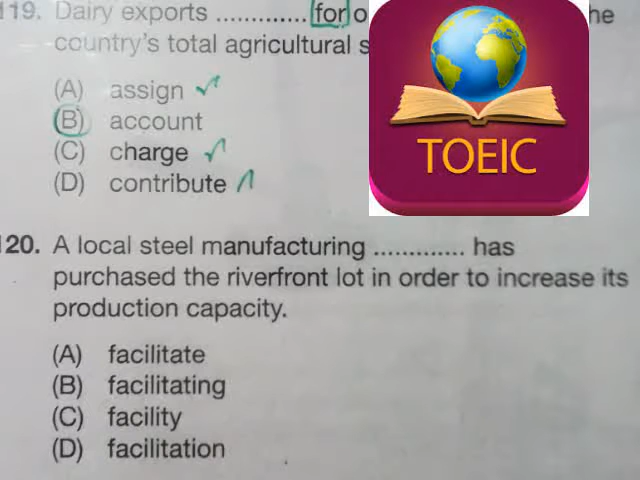 119. Dairy exports ............. for o he
country's total agricultural s
(A) assign
(B) account
(C) charge
(D) contribute
TOEIC
120. A local steel manufacturing ............. has
purchased the riverfront lot in order to increase its
production capacity.
(A) facilitate
(B) facilitating
(C) facility
(D) facilitation